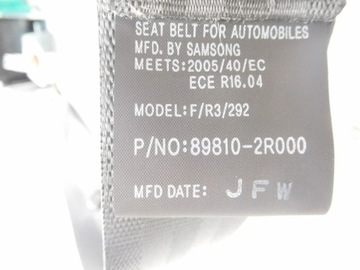 SEAT BELT FOR AUTOMOBILES
MFD. BY SAMSONG
MEETS: 2005/40/EC
ECE R16.04
MODEL: F/R3/292
P/NO: 89810-2R000
MFD DATE: JFW